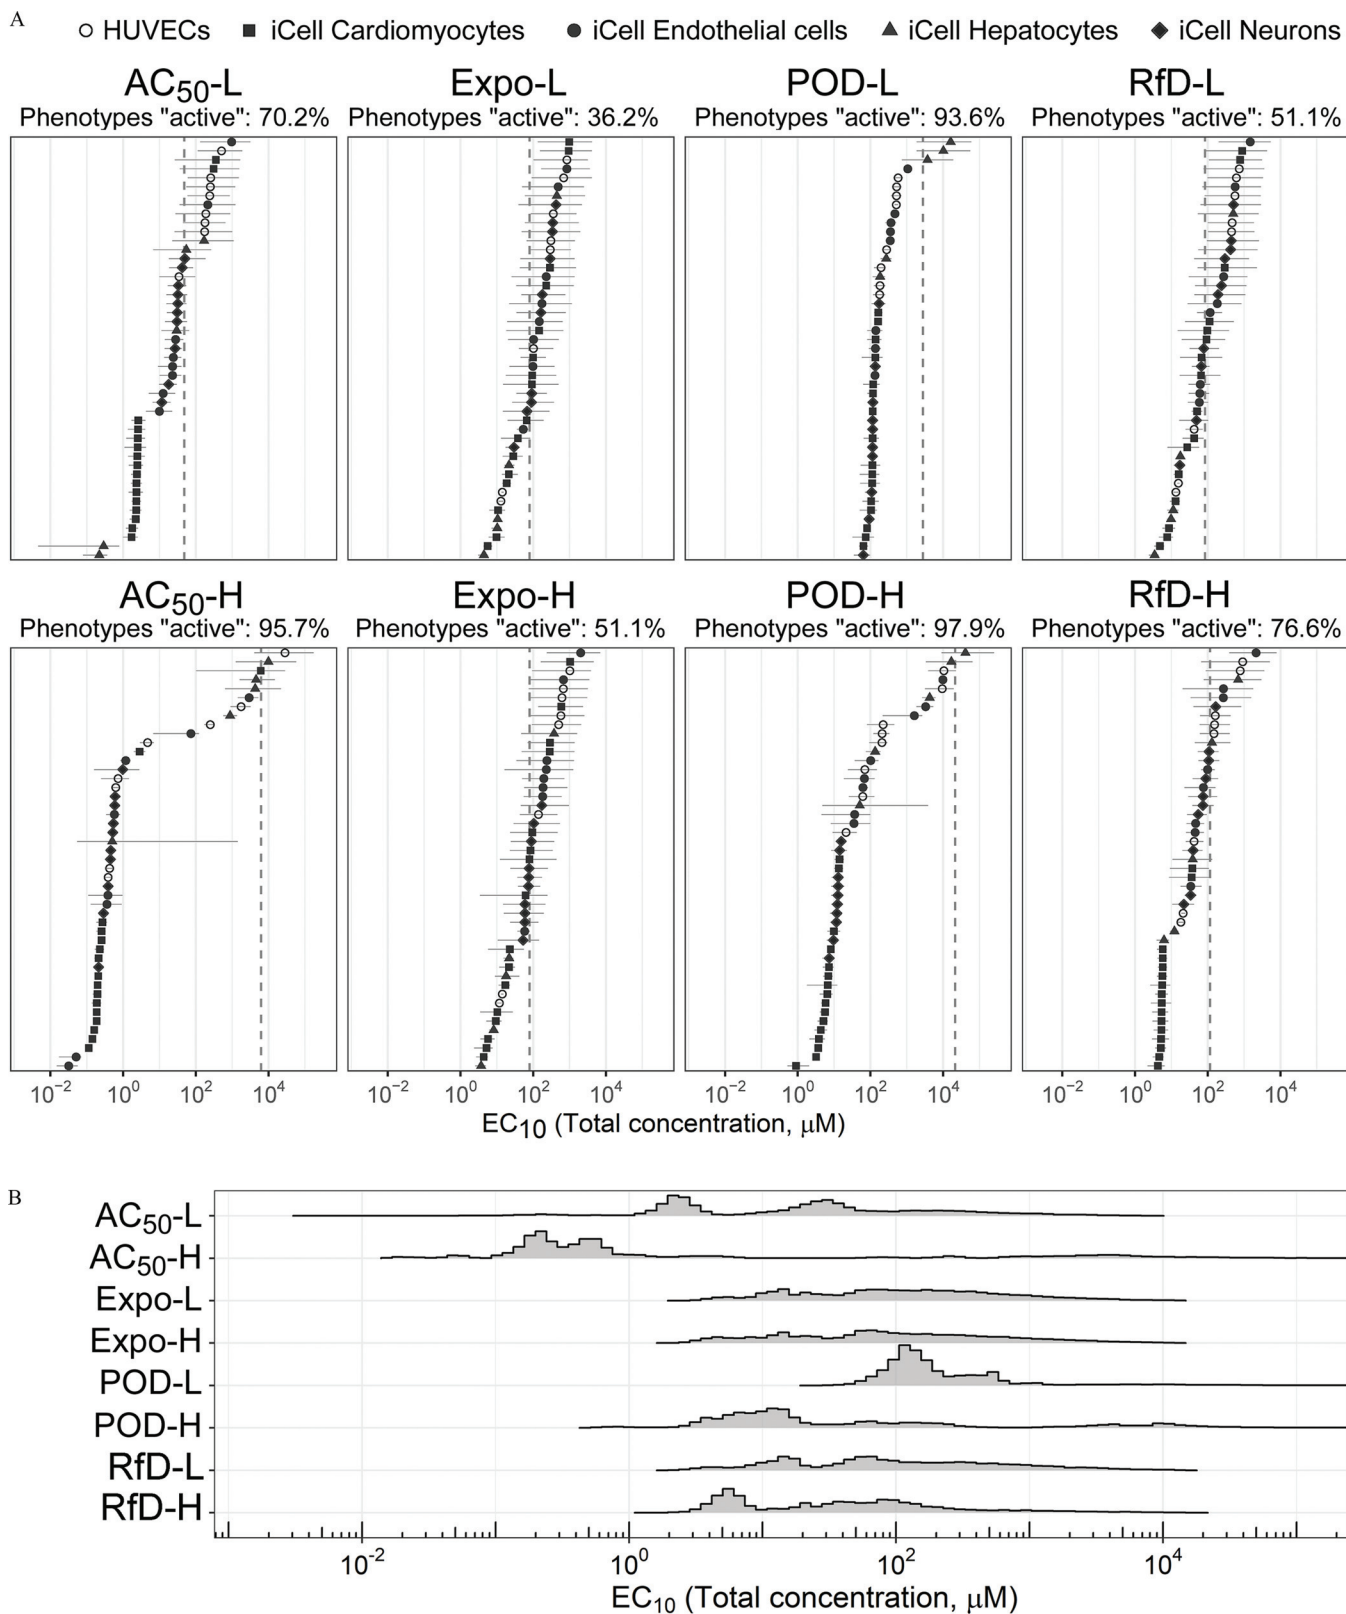 A
HUVECs iCell Cardiomyocytes iCell Endothelial cells iCell Hepatocytes iCell Neurons
AC50-L Expo-L POD-L RfD-L
Phenotypes "active": 70.2% Phenotypes "active": 36.2% Phenotypes "active": 93.6% Phenotypes "active": 51.1%
AC50-H Expo-H POD-H RfD-H
Phenotypes "active": 95.7% Phenotypes "active": 51.1% Phenotypes "active": 97.9% Phenotypes "active": 76.6%
10−2 100 102 104 10−2 100 102 104 10−2 100 102 104 10−2 100 102 104
EC10 (Total concentration, μM)
B
AC50-L
AC50-H
Expo-L
Expo-H
POD-L
POD-H
RfD-L
RfD-H
10-2 100 102 104
EC10 (Total concentration, μM)